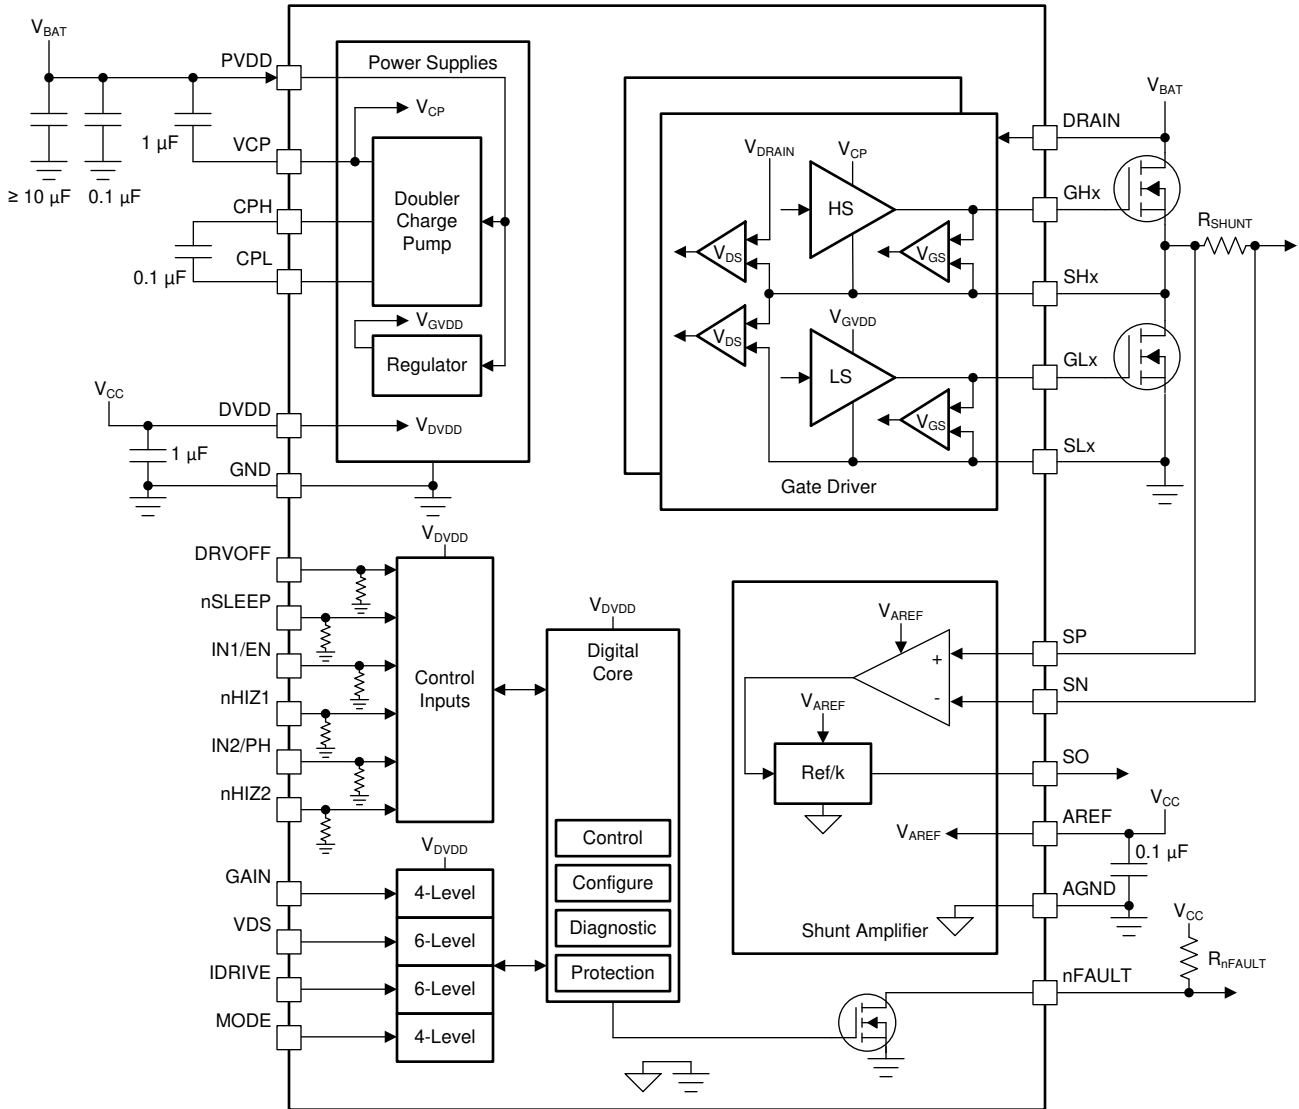 VBAT
PVDD
Power Supplies
VCP
1 µF
VCP
≥ 10 µF
0.1 µF
CPH
Doubler
Charge
Pump
CPL
0.1 µF
VGVDD
Regulator
VCC
DVDD
VDVDD
1 µF
GND
VBAT
DRAIN
VDRAIN
VCP
HS
GHx
RSHUNT
VDS
VGS
SHx
VDS
VGVDD
LS
GLx
VGS
SLx
Gate Driver
DRVOFF
VDVDD
nSLEEP
IN1/EN
Control
Inputs
nHIZ1
IN2/PH
nHIZ2
VDVDD
Digital
Core
Control
Configure
Diagnostic
Protection
VDVDD
GAIN
4-Level
VDS
6-Level
IDRIVE
6-Level
MODE
4-Level
VAREF
+
-
SP
SN
VAREF
Ref/k
SO
VCC
AREF
VAREF
0.1 µF
AGND
Shunt Amplifier
VCC
RnFAULT
nFAULT